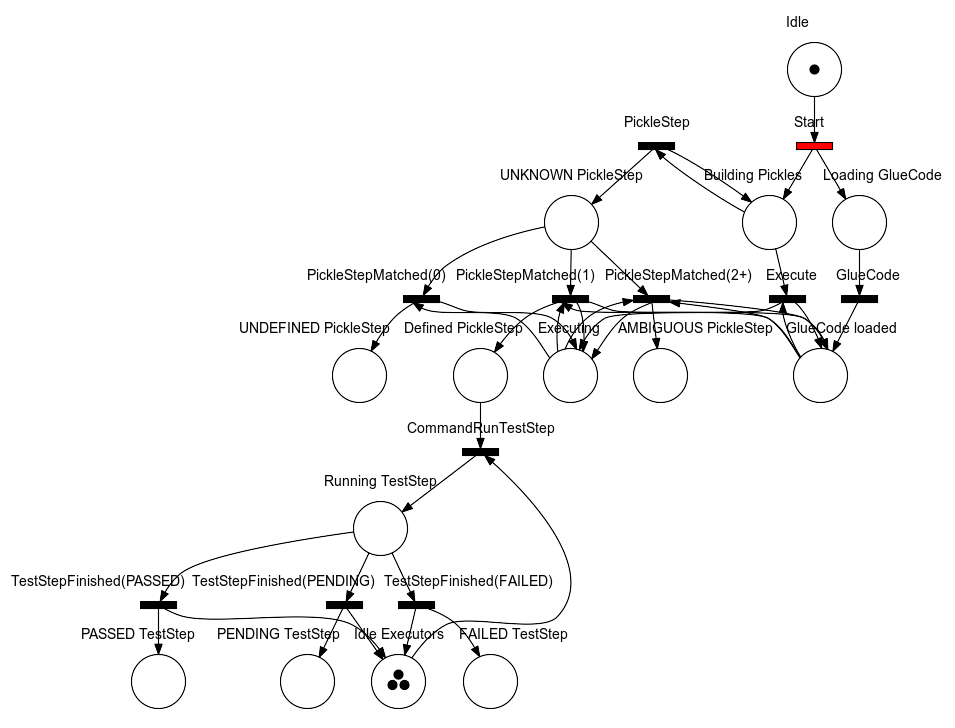 Idle
PickleStep
Start
UNKNOWN PickleStep
Building Pickles
Loading GlueCode
PickleStepMatched(0)
PickleStepMatched(1)
PickleStepMatched(2+)
Execute
GlueCode
UNDEFINED PickleStep
Defined PickleStep
Executing
AMBIGUOUS PickleStep
GlueCode loaded
CommandRunTestStep
Running TestStep
TestStepFinished(PASSED)
TestStepFinished(PENDING)
TestStepFinished(FAILED)
PASSED TestStep
PENDING TestStep
Idle Executors
FAILED TestStep